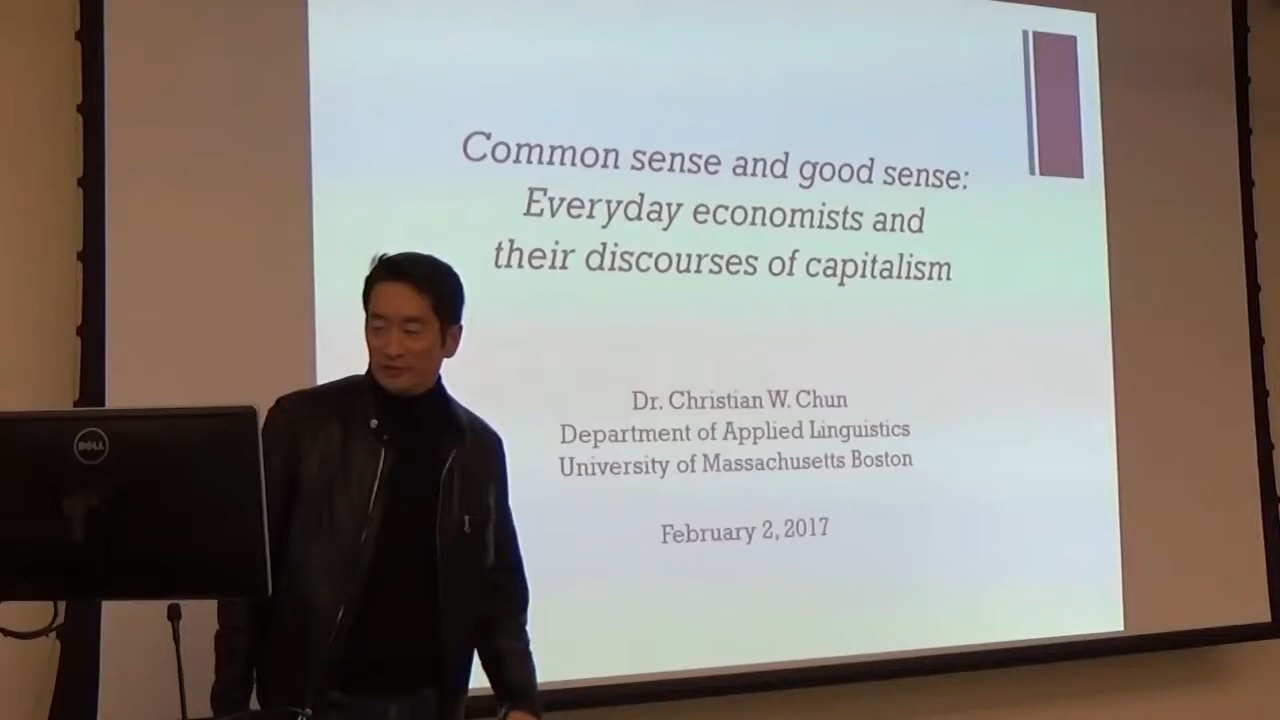 Common sense and good sense:
Everyday economists and
their discourses of capitalism
Dr. Christian W. Chun
Department of Applied Linguistics
University of Massachusetts Boston
February 2, 2017
DELL